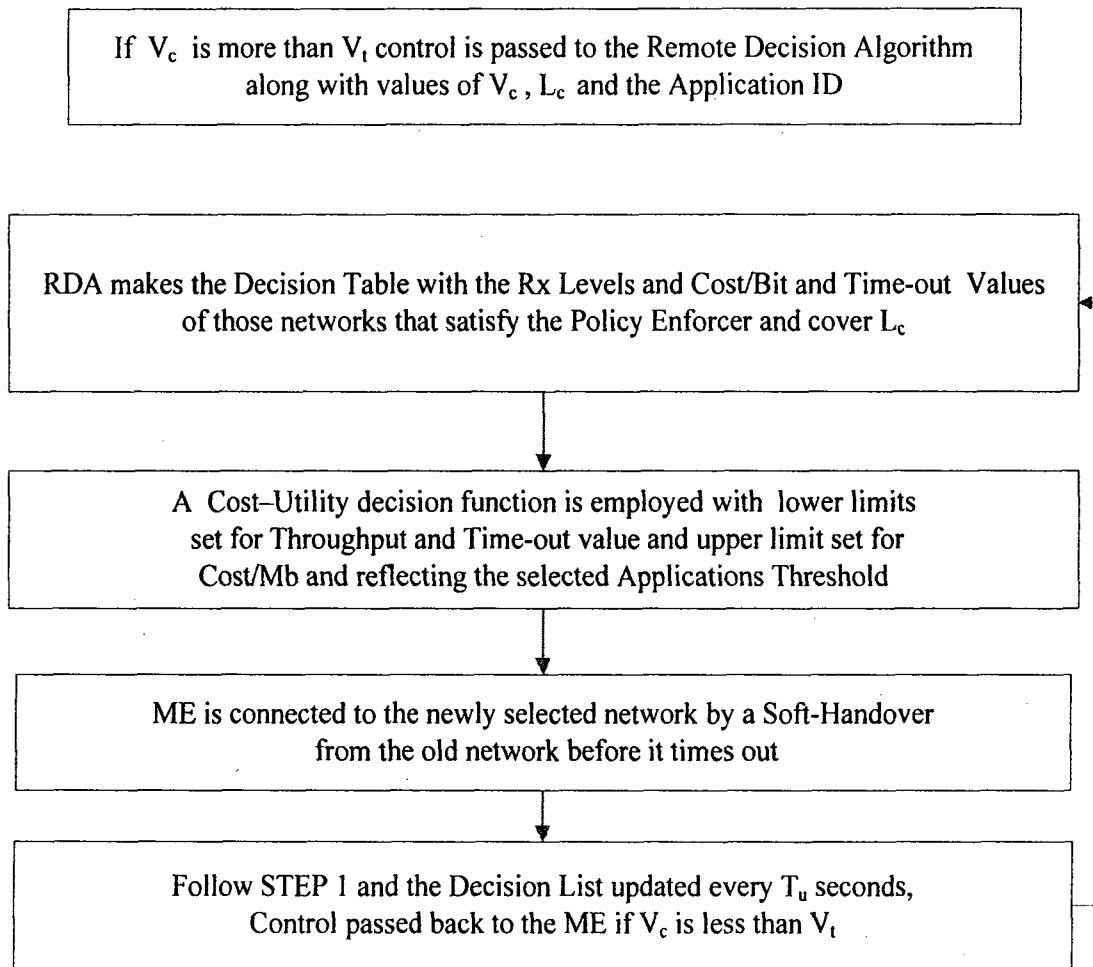 If V_c is more than V_t control is passed to the Remote Decision Algorithm
along with values of V_c , L_c and the Application ID
RDA makes the Decision Table with the Rx Levels and Cost/Bit and Time-out Values
of those networks that satisfy the Policy Enforcer and cover L_c
A Cost–Utility decision function is employed with lower limits
set for Throughput and Time-out value and upper limit set for
Cost/Mb and reflecting the selected Applications Threshold
ME is connected to the newly selected network by a Soft-Handover
from the old network before it times out
Follow STEP 1 and the Decision List updated every T_u seconds,
Control passed back to the ME if V_c is less than V_t